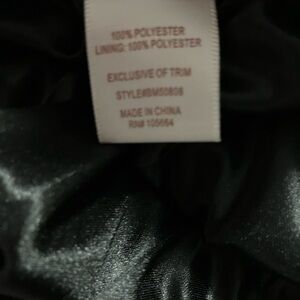 100% POLYESTER
LINING: 100% POLYESTER
EXCLUSIVE OF TRIM
STYLE#BM50808
MADE IN CHINA
RN# 105664